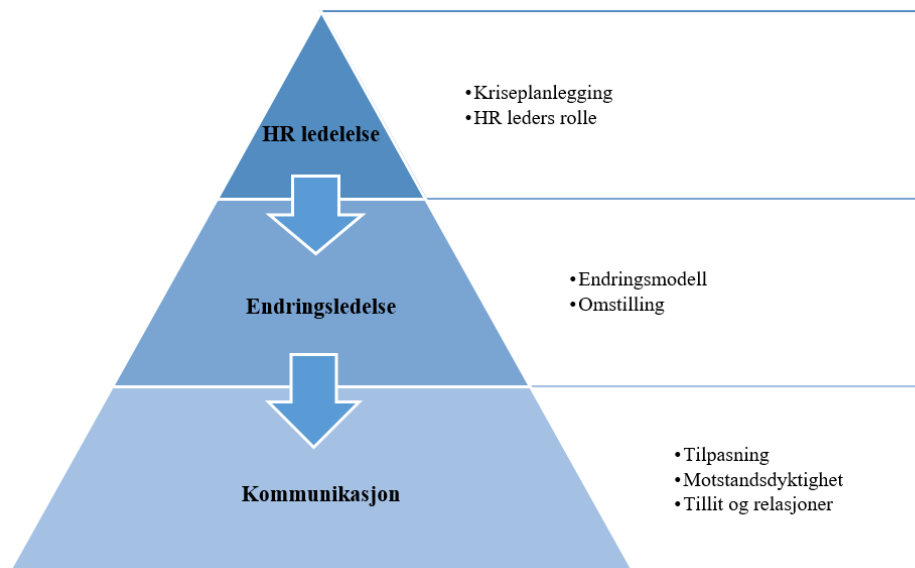 HR ledelelse
•Kriseplanlegging
•HR leders rolle
Endringsledelse
•Endringsmodell
•Omstilling
Kommunikasjon
•Tilpasning
•Motstandsdyktighet
•Tillit og relasjoner